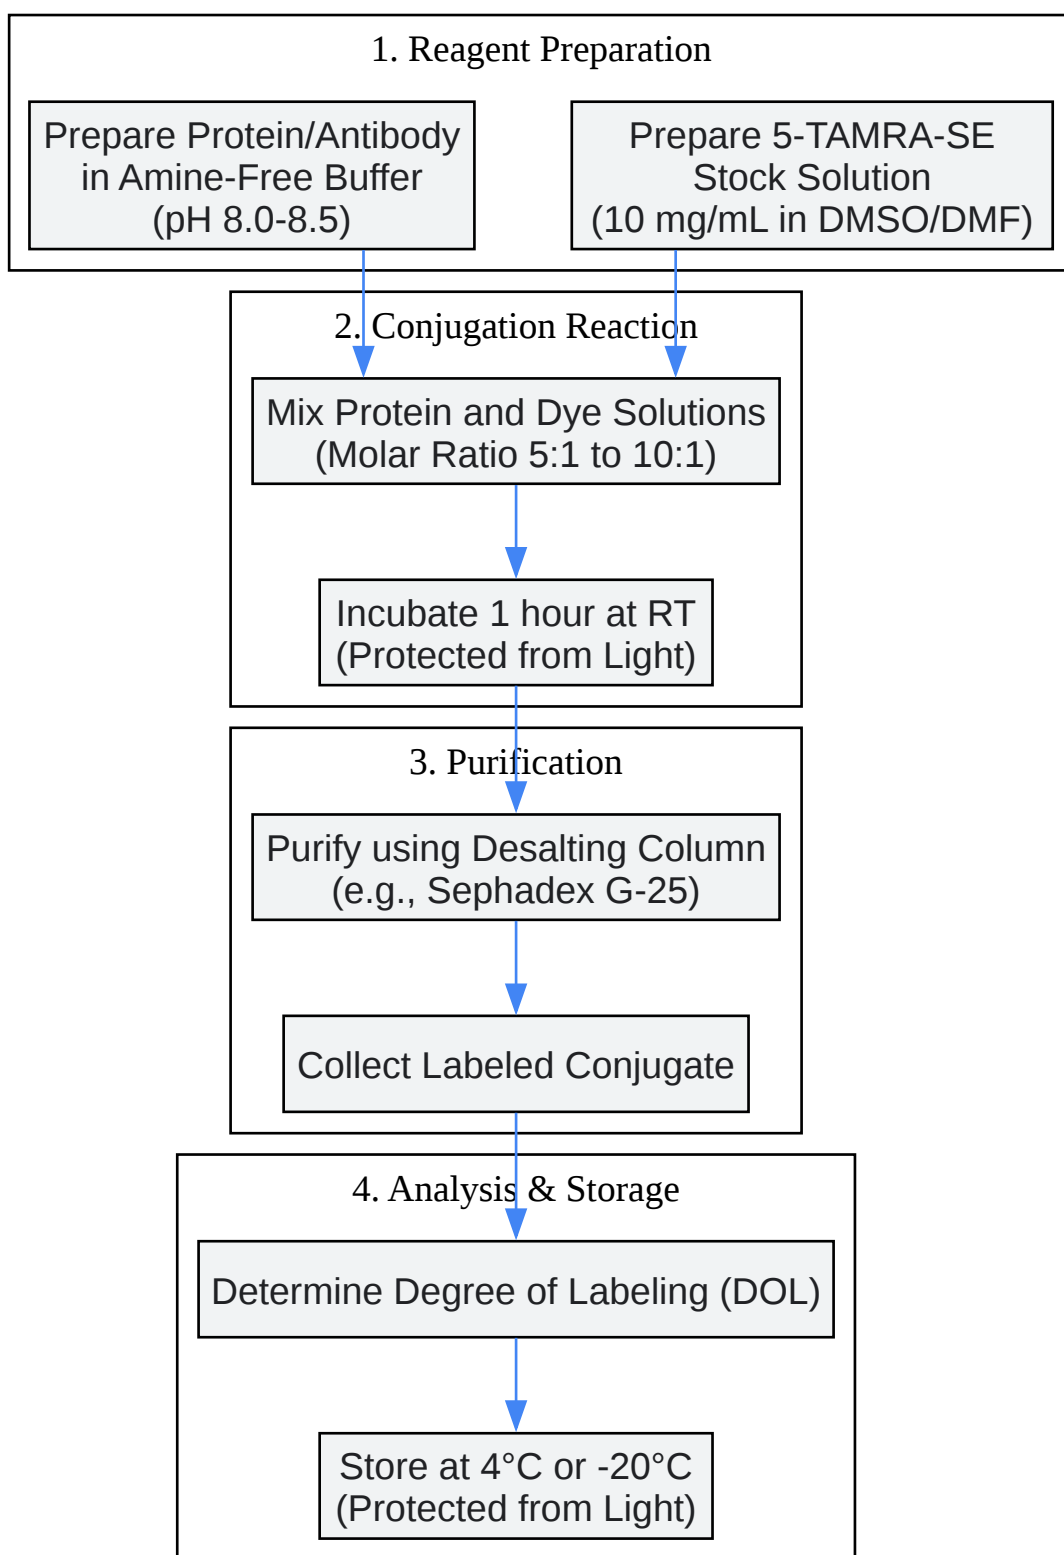 1. Reagent Preparation
Prepare Protein/Antibody
in Amine-Free Buffer
(pH 8.0-8.5)
Prepare 5-TAMRA-SE
Stock Solution
(10 mg/mL in DMSO/DMF)
2. Conjugation Reaction
Mix Protein and Dye Solutions
(Molar Ratio 5:1 to 10:1)
Incubate 1 hour at RT
(Protected from Light)
3. Purification
Purify using Desalting Column
(e.g., Sephadex G-25)
Collect Labeled Conjugate
4. Analysis & Storage
Determine Degree of Labeling (DOL)
Store at 4°C or -20°C
(Protected from Light)